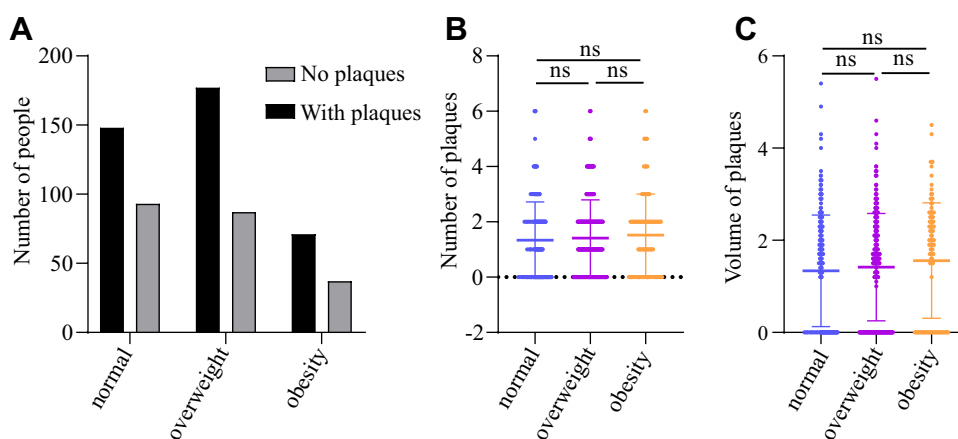 A
Number of people
200
150
100
50
0
No plaques
With plaques
normal
overweight
obesity
B
Number of plaques
8
6
4
2
0
-2
ns
ns
ns
normal
overweight
obesity
C
Volume of plaques
6
4
2
0
ns
ns
ns
normal
overweight
obesity